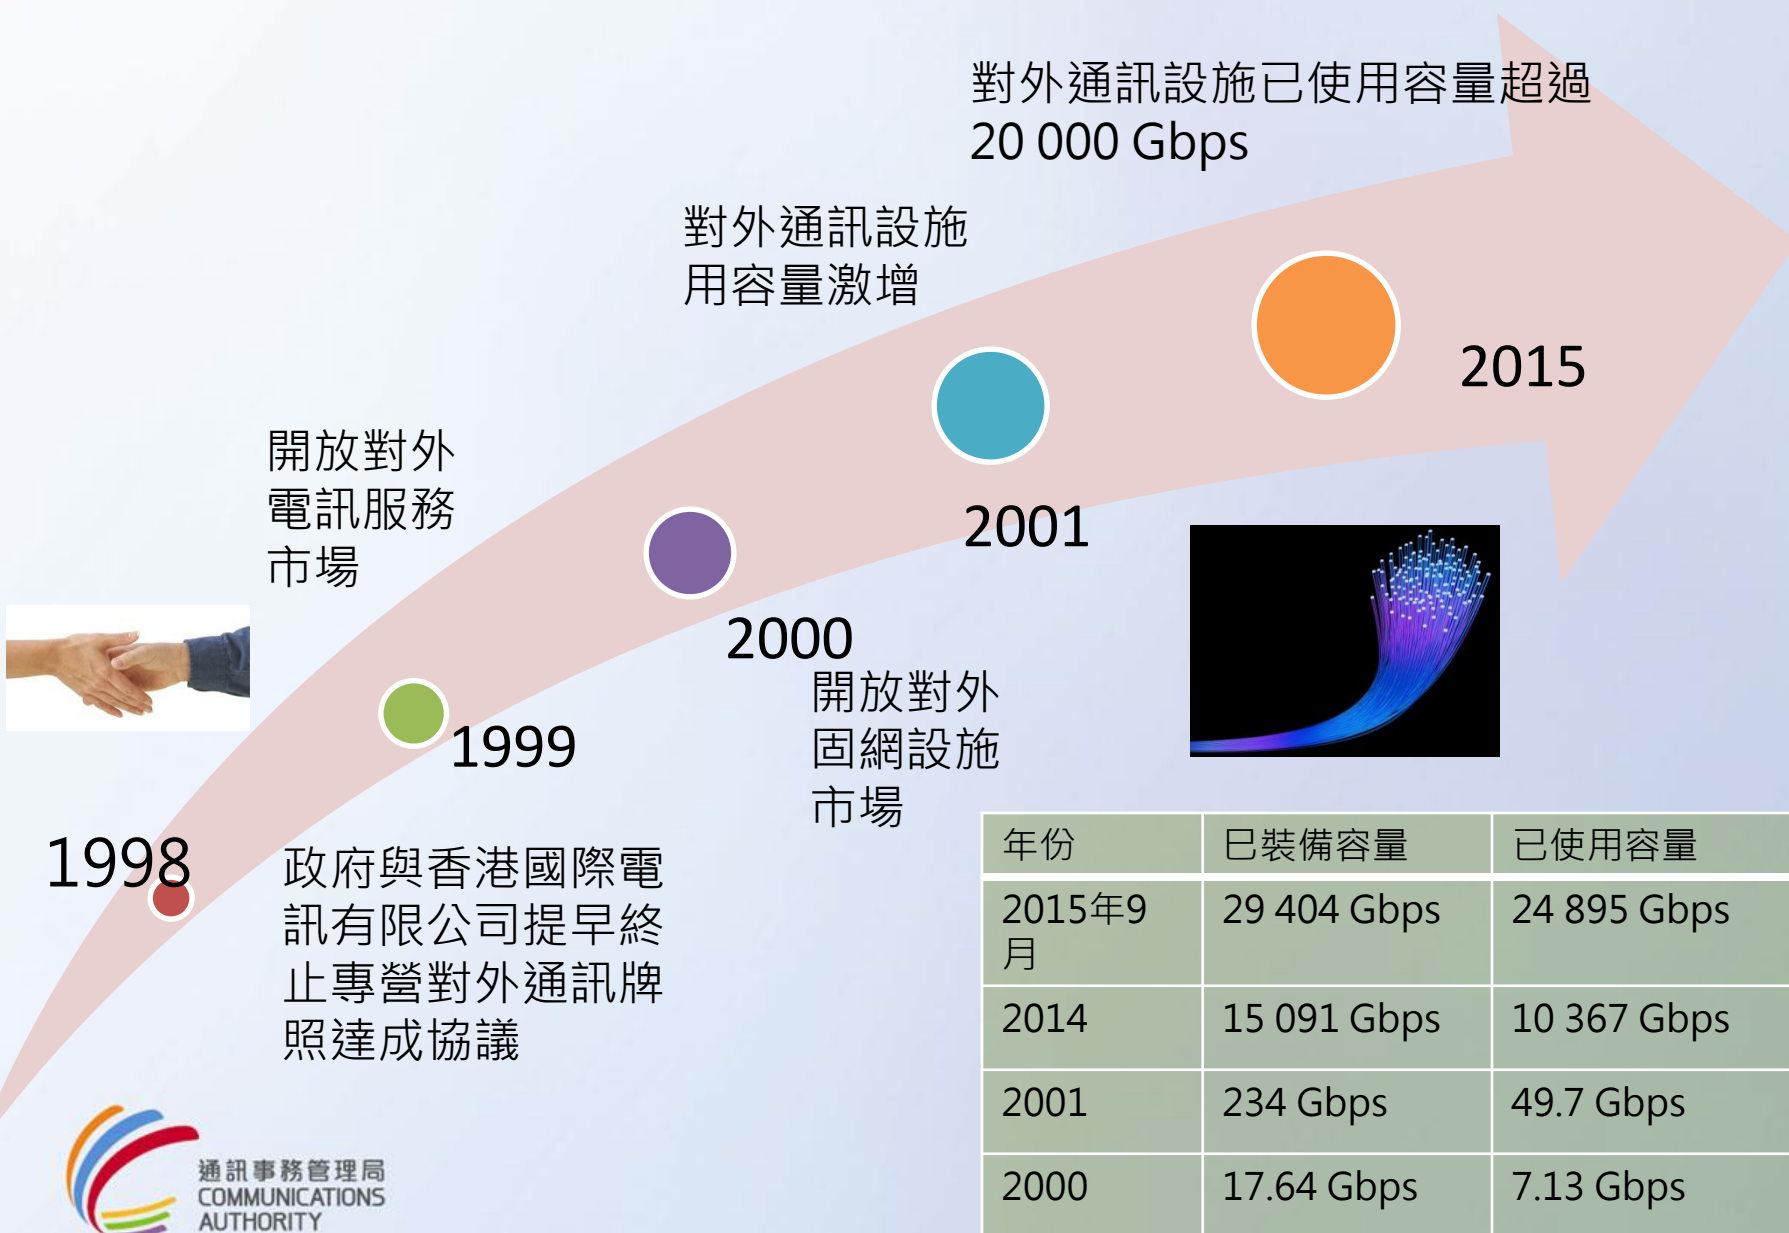 對外通訊設施已使用容量超過
20 000 Gbps
對外通訊設施
用容量激增
2015
開放對外
電訊服務
市場
2001
2000
開放對外
固網設施
市場
1999
1998
政府與香港國際電
訊有限公司提早終
止專營對外通訊牌
照達成協議
年份 巳裝備容量 已使用容量
2015年9
月 29 404 Gbps 24 895 Gbps
2014 15 091 Gbps 10 367 Gbps
2001 234 Gbps 49.7 Gbps
2000 17.64 Gbps 7.13 Gbps
通訊事務管理局
COMMUNICATIONS
AUTHORITY